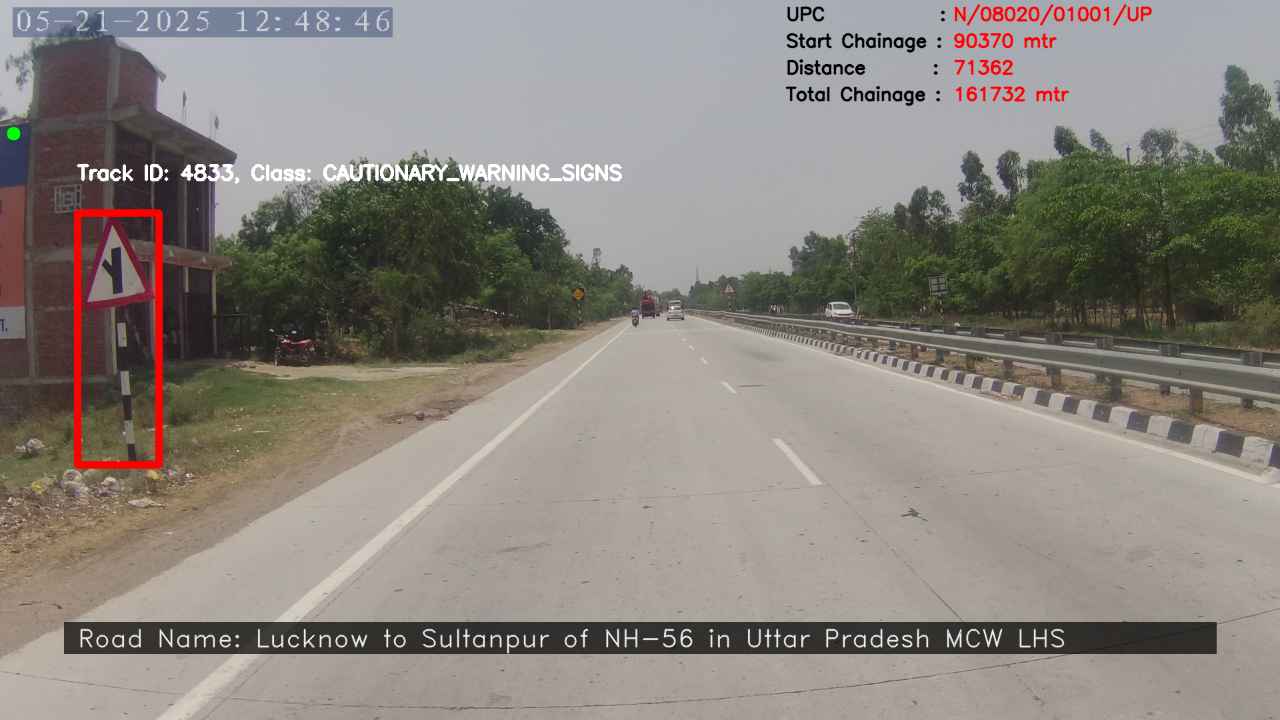 05-21-2025 12:48:46
UPC : N/08020/01001/UP
Start Chainage : 90370 mtr
Distance : 71362
Total Chainage : 161732 mtr
Track ID: 4833, Class: CAUTIONARY_WARNING_SIGNS
Road Name: Lucknow to Sultanpur of NH-56 in Uttar Pradesh MCW LHS